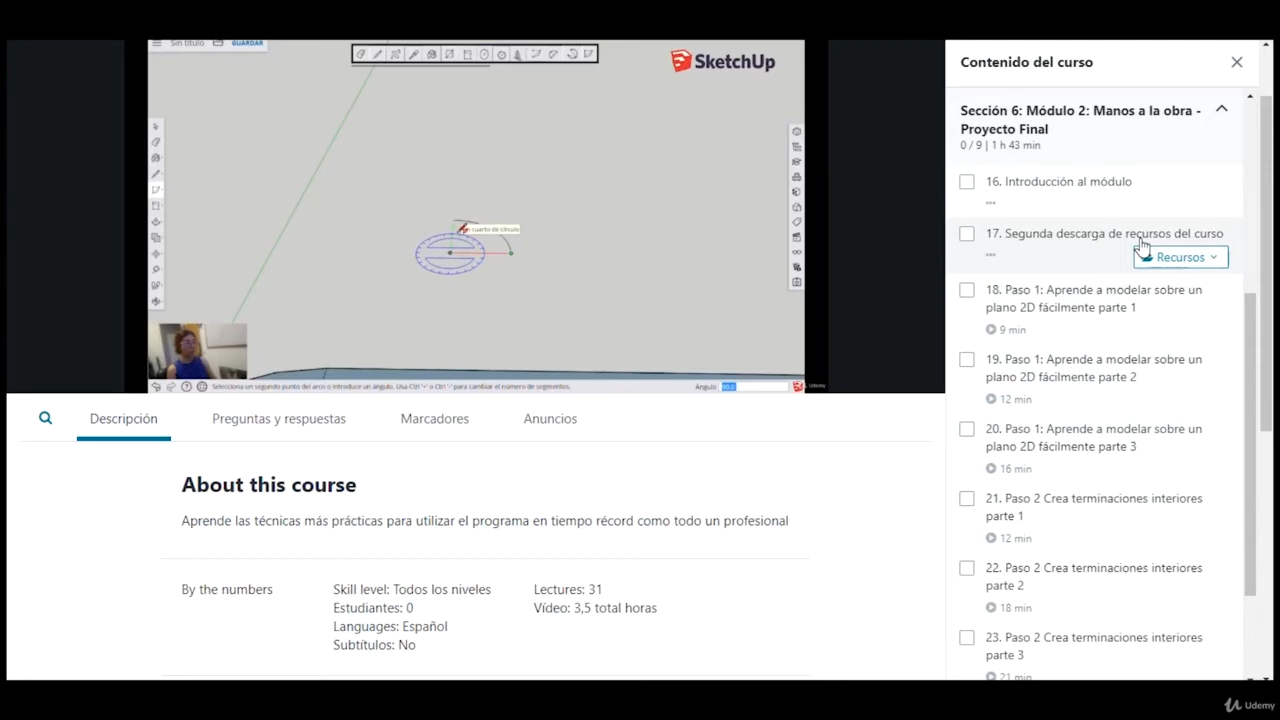 Sin título
GUARDAR
SketchUp
cuarto de círculo
Selecciona un segundo punto del arco o introduce un ángulo. Usa Ctrl '+' o Ctrl '-' para cambiar el número de segmentos.
Ángulo
Udemy
Descripción
Preguntas y respuestas
Marcadores
Anuncios
About this course
Aprende las técnicas más prácticas para utilizar el programa en tiempo récord como todo un profesional
By the numbers
Skill level: Todos los niveles
Estudiantes: 0
Languages: Español
Subtítulos: No
Lectures: 31
Vídeo: 3,5 total horas
Contenido del curso
Sección 6: Módulo 2: Manos a la obra -
Proyecto Final
0 / 9 | 1 h 43 min
16. Introducción al módulo
17. Segunda descarga de recursos del curso
Recursos
18. Paso 1: Aprende a modelar sobre un
plano 2D fácilmente parte 1
9 min
19. Paso 1: Aprende a modelar sobre un
plano 2D fácilmente parte 2
12 min
20. Paso 1: Aprende a modelar sobre un
plano 2D fácilmente parte 3
16 min
21. Paso 2 Crea terminaciones interiores
parte 1
12 min
22. Paso 2 Crea terminaciones interiores
parte 2
18 min
23. Paso 2 Crea terminaciones interiores
parte 3
21 min
Udemy